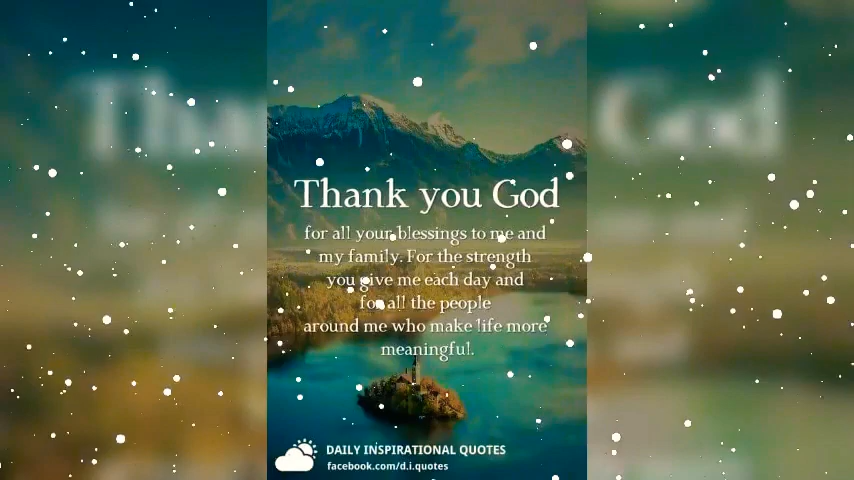 Thank you God
for all your blessings to me and
my family. For the strength
you give me each day and
for all the people
around me who make life more
meaningful.
DAILY INSPIRATIONAL QUOTES
facebook.com/d.i.quotes